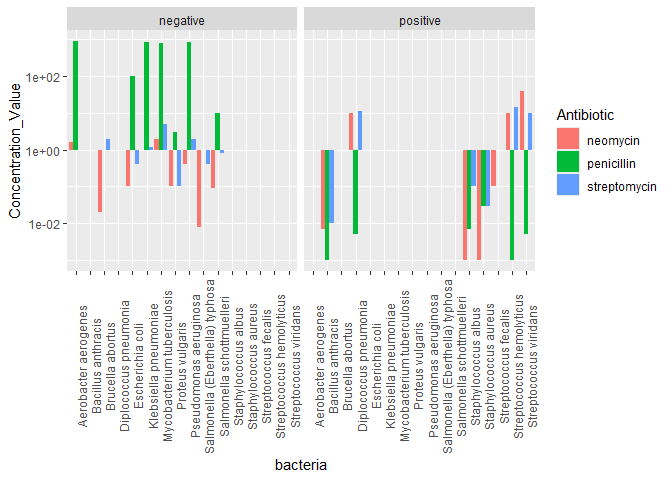 negative
positive
Concentration_Value
1e+02
1e+00
1e-02
Aerobacter aerogenes
Bacillus anthracis
Brucella abortus
Diplococcus pneumonia
Escherichia coli
Klebsiella pneumoniae
Mycobacterium tuberculosis
Proteus vulgaris
Pseudomonas aeruginosa
Salmonella (Eberthella) typhosa
Salmonella schottmuelleri
Staphylococcus albus
Staphylococcus aureus
Streptococcus fecalis
Streptococcus hemolyticus
Streptococcus viridans
Aerobacter aerogenes
Bacillus anthracis
Brucella abortus
Diplococcus pneumonia
Escherichia coli
Klebsiella pneumoniae
Mycobacterium tuberculosis
Proteus vulgaris
Pseudomonas aeruginosa
Salmonella (Eberthella) typhosa
Salmonella schottmuelleri
Staphylococcus albus
Staphylococcus aureus
Streptococcus fecalis
Streptococcus hemolyticus
Streptococcus viridans
bacteria
Antibiotic
neomycin
penicillin
streptomycin